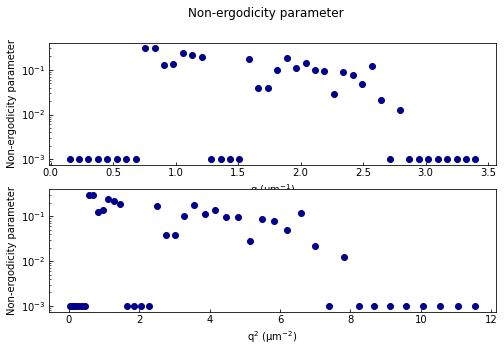 Non-ergodicity parameter
Non-ergodicity parameter
10⁻¹
10⁻²
10⁻³
0.0 0.5 1.0 1.5 2.0 2.5 3.0 3.5
q (μm⁻¹)
Non-ergodicity parameter
10⁻¹
10⁻²
10⁻³
0 2 4 6 8 10 12
q² (μm⁻²)